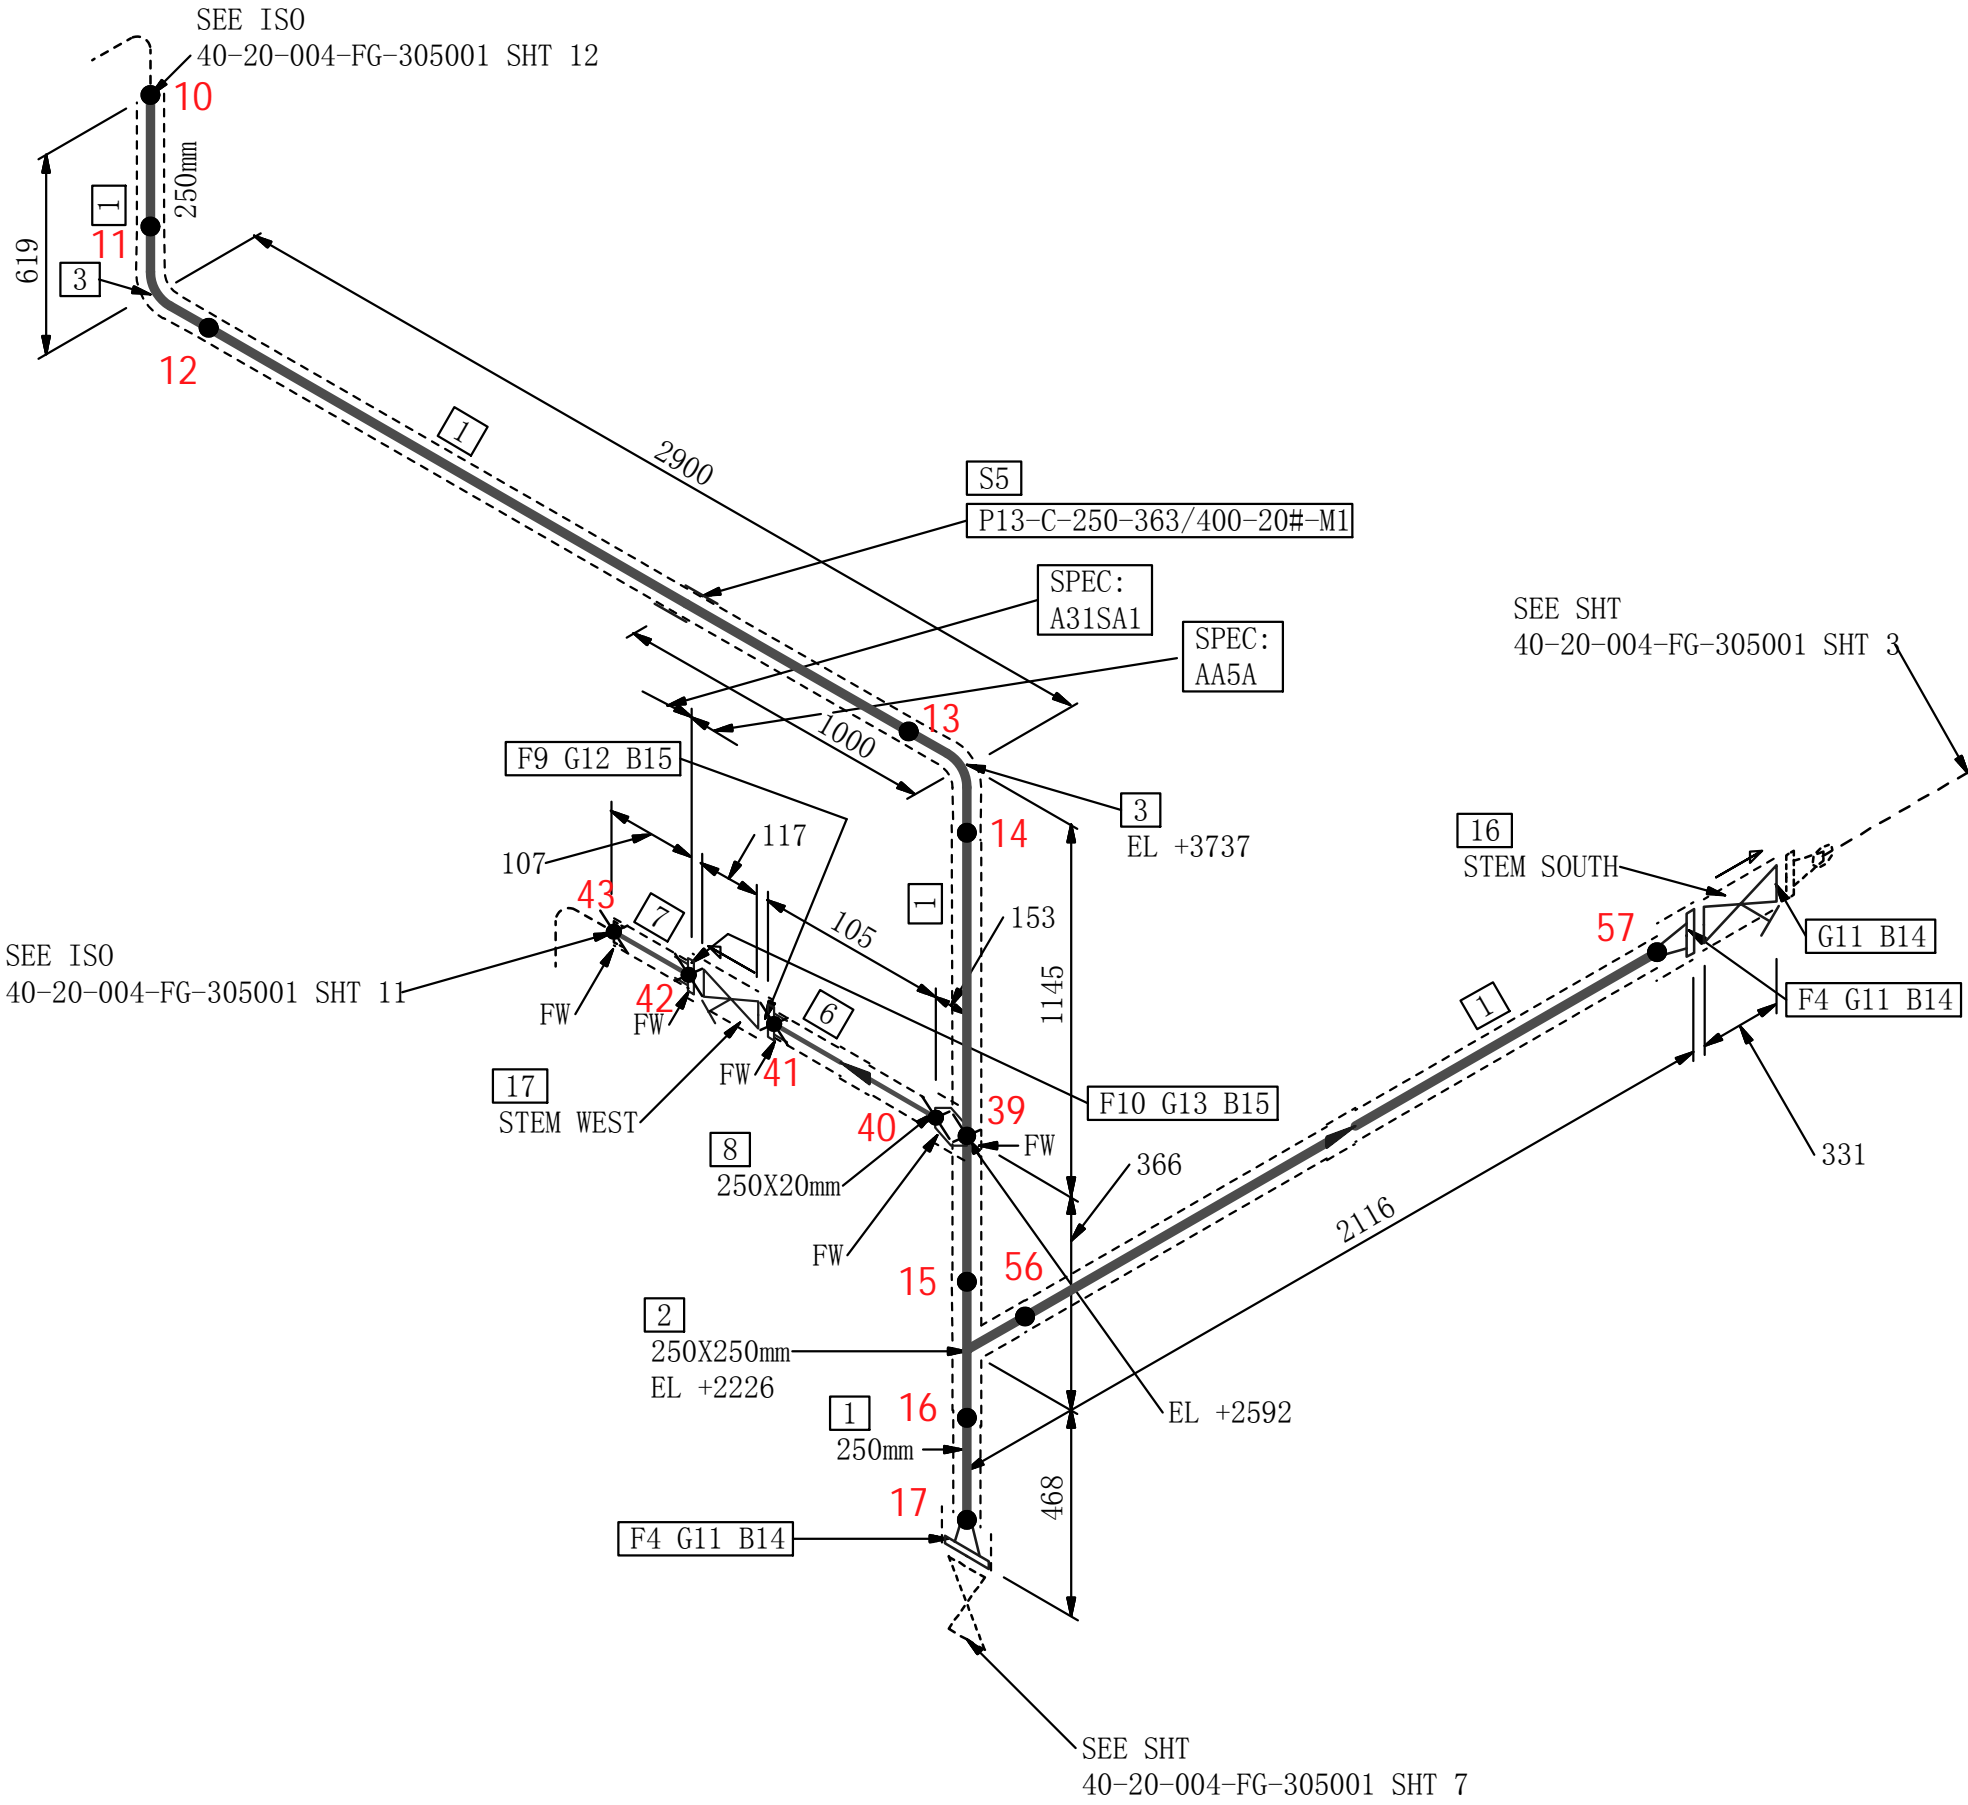 SEE ISO
40-20-004-FG-305001 SHT 12
10
250mm
1
11
619
3
12
1
2900
S5
P13-C-250-363/400-20#-M1
SPEC:
A31SA1
SPEC:
AA5A
SEE SHT
40-20-004-FG-305001 SHT 3
13
1000
F9 G12 B15
3
EL +3737
14
16
STEM SOUTH
117
107
43
7
1
105
153
57
G11 B14
SEE ISO
40-20-004-FG-305001 SHT 11
FW
42
FW
6
1145
1
F4 G11 B14
FW
41
17
STEM WEST
F10 G13 B15
40
39
FW
8
250X20mm
366
331
FW
2116
15
56
2
250X250mm
EL +2226
1
250mm
16
EL +2592
17
468
F4 G11 B14
SEE SHT
40-20-004-FG-305001 SHT 7